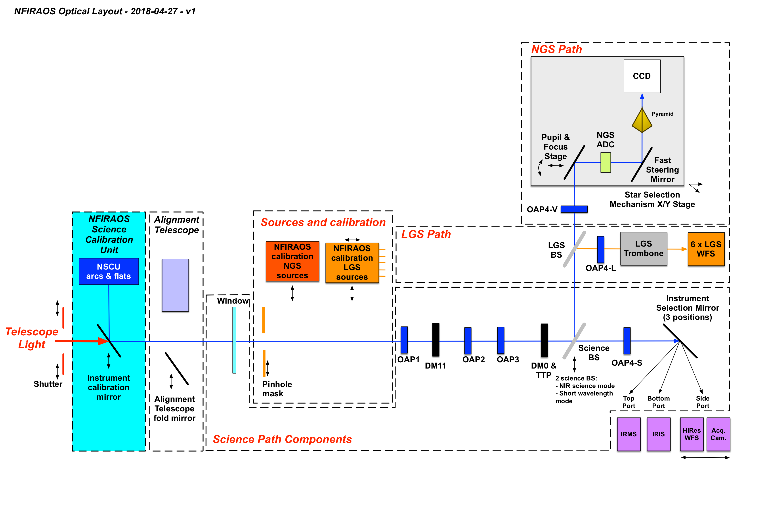 NFIRAOS Optical Layout - 2018-04-27 - v1
NGS Path
CCD
Pyramid
Pupil &
Focus
Stage
NGS
ADC
Fast
Steering
Mirror
Star Selection
Mechanism X/Y Stage
OAP4-V
NFIRAOS
Science
Calibration
Unit
NSCU
arcs & flats
Alignment
Telescope
Sources and calibration
NFIRAOS
calibration
NGS
sources
NFIRAOS
calibration
LGS
sources
LGS Path
LGS
BS
OAP4-L
LGS
Trombone
6 x LGS
WFS
Telescope
Light
Shutter
Instrument
calibration
mirror
Alignment
Telescope
fold mirror
Window
Pinhole
mask
OAP1
DM11
OAP2
OAP3
DM0 &
TTP
Science
BS
2 science BS:
- NIR science mode
- Short wavelength
mode
OAP4-S
Instrument
Selection Mirror
(3 positions)
Top
Port
Bottom
Port
Side
Port
IRMS
IRIS
HiRes
WFS
Acq.
Cam.
Science Path Components